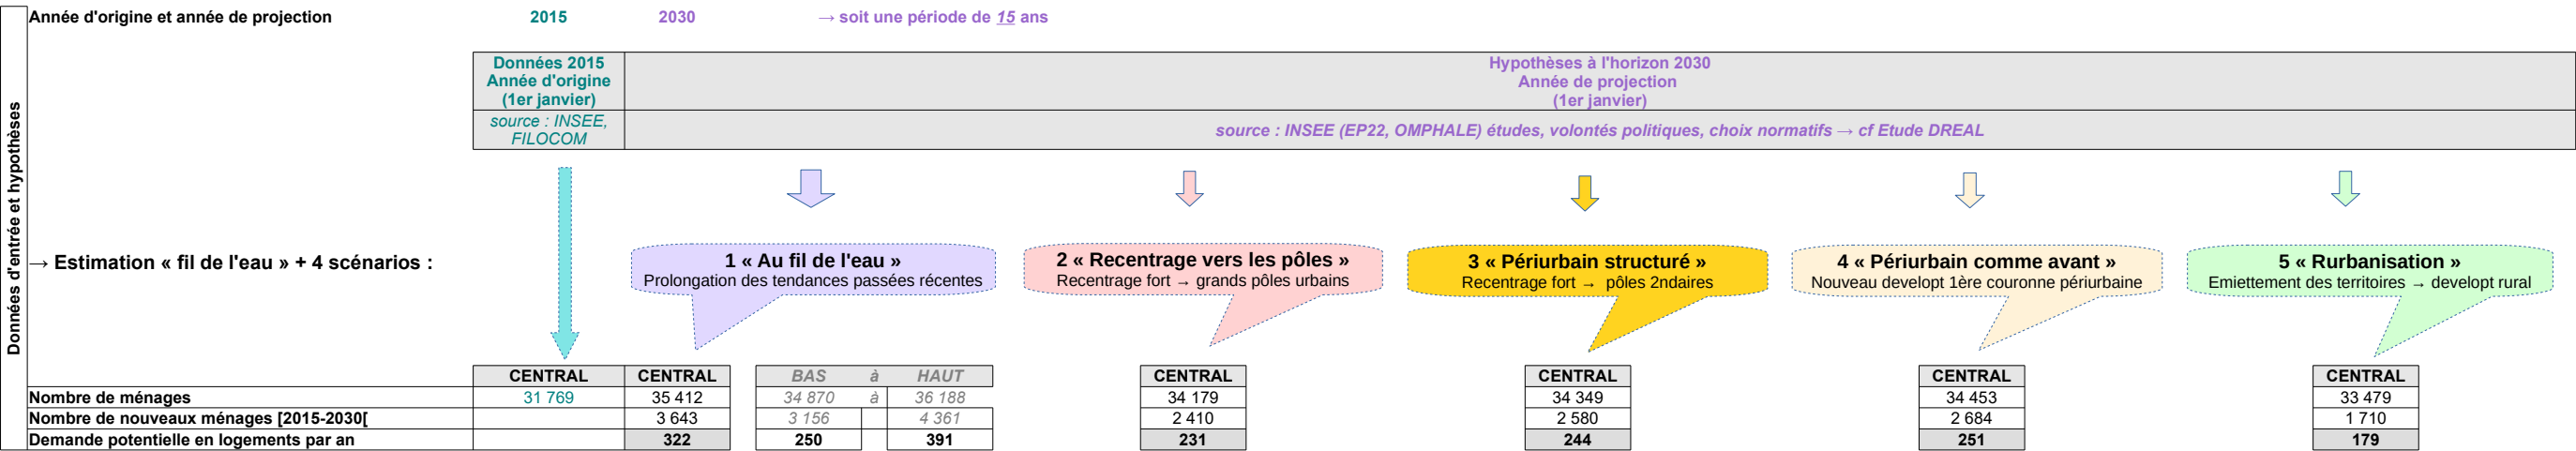 Données d'entrée et hypothèses
Année d'origine et année de projection 2015 2030 → soit une période de 15 ans
Données 2015
Année d'origine
(1er janvier)
Hypothèses à l'horizon 2030
Année de projection
(1er janvier)
source : INSEE,
FILOCOM
source : INSEE (EP22, OMPHALE) études, volontés politiques, choix normatifs → cf Etude DREAL
→ Estimation « fil de l'eau » + 4 scénarios :
1 « Au fil de l'eau »
Prolongation des tendances passées récentes
2 « Recentrage vers les pôles »
Recentrage fort → grands pôles urbains
3 « Périurbain structuré »
Recentrage fort → pôles 2ndaires
4 « Périurbain comme avant »
Nouveau developt 1ère couronne périurbaine
5 « Rurbanisation »
Emiettement des territoires → developt rural
CENTRAL CENTRAL BAS à HAUT CENTRAL CENTRAL CENTRAL CENTRAL
Nombre de ménages 31 769 35 412 34 870 à 36 188 34 179 34 349 34 453 33 479
Nombre de nouveaux ménages [2015-2030[ 3 643 3 156 4 361 2 410 2 580 2 684 1 710
Demande potentielle en logements par an 322 250 391 231 244 251 179